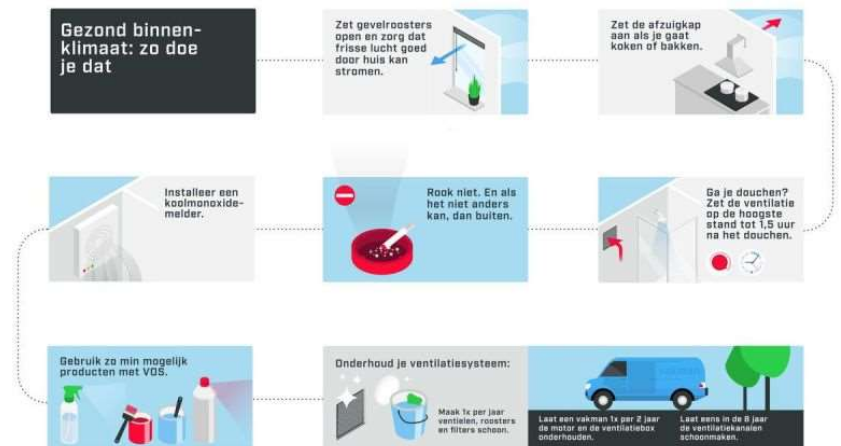 Gezond binnen-
klimaat: zo doe
je dat
Zet gevelroosters
open en zorg dat
frisse lucht goed
door huis kan
stromen.
Zet de afzuigkap
aan als je gaat
koken of bakken.
Ga je douchen?
Zet de ventilatie
op de hoogste
stand tot 1,5 uur
na het douchen.
Rook niet. En als
het niet anders
kan, dan buiten.
Installeer een
koolmonoxide-
melder.
Gebruik zo min mogelijk
producten met VOS.
Onderhoud je ventilatiesysteem:
Maak 1x per jaar
ventielen, roosters
en filters schoon.
Laat een vakman 1x per 2 jaar
de motor en de ventilatiebox
onderhouden.
Laat eens in de 8 jaar
de ventilatiekanalen
schoonmaken.